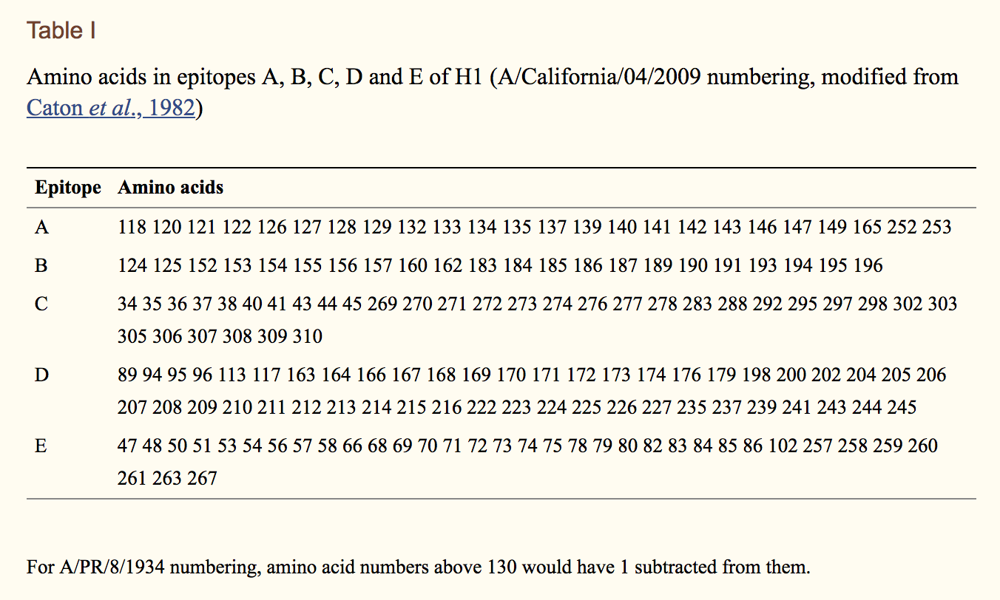 Table I
Amino acids in epitopes A, B, C, D and E of H1 (A/California/04/2009 numbering, modified from
Caton et al., 1982)
Epitope Amino acids
A 118 120 121 122 126 127 128 129 132 133 134 135 137 139 140 141 142 143 146 147 149 165 252 253
B 124 125 152 153 154 155 156 157 160 162 183 184 185 186 187 189 190 191 193 194 195 196
C 34 35 36 37 38 40 41 43 44 45 269 270 271 272 273 274 276 277 278 283 288 292 295 297 298 302 303
305 306 307 308 309 310
D 89 94 95 96 113 117 163 164 166 167 168 169 170 171 172 173 174 176 179 198 200 202 204 205 206
207 208 209 210 211 212 213 214 215 216 222 223 224 225 226 227 235 237 239 241 243 244 245
E 47 48 50 51 53 54 56 57 58 66 68 69 70 71 72 73 74 75 78 79 80 82 83 84 85 86 102 257 258 259 260
261 263 267
For A/PR/8/1934 numbering, amino acid numbers above 130 would have 1 subtracted from them.